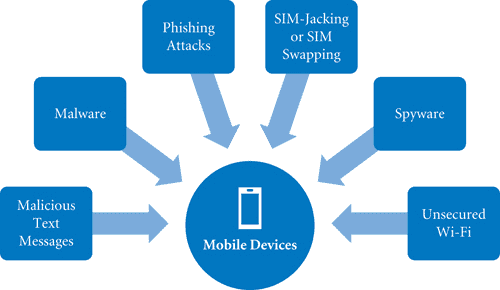 Phishing
Attacks
SIM-Jacking
or SIM
Swapping
Malware
Spyware
Malicious
Text
Messages
Mobile Devices
Unsecured
Wi-Fi